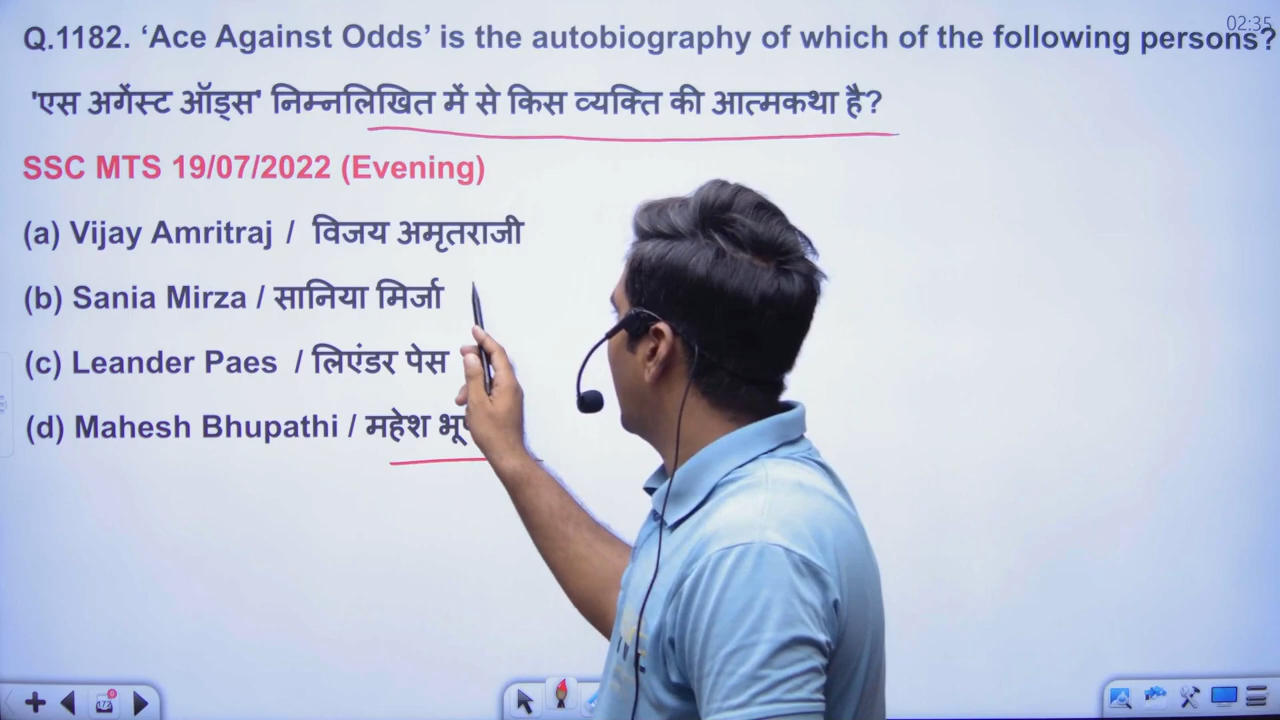 02:35
Q.1182. ‘Ace Against Odds’ is the autobiography of which of the following persons?
'एस अगेंस्ट ऑड्स' निम्नलिखित में से किस व्यक्ति की आत्मकथा है?
SSC MTS 19/07/2022 (Evening)
(a) Vijay Amritraj / विजय अमृतराजी
(b) Sania Mirza / सानिया मिर्जा
(c) Leander Paes / लिएंडर पेस
(d) Mahesh Bhupathi / महेश